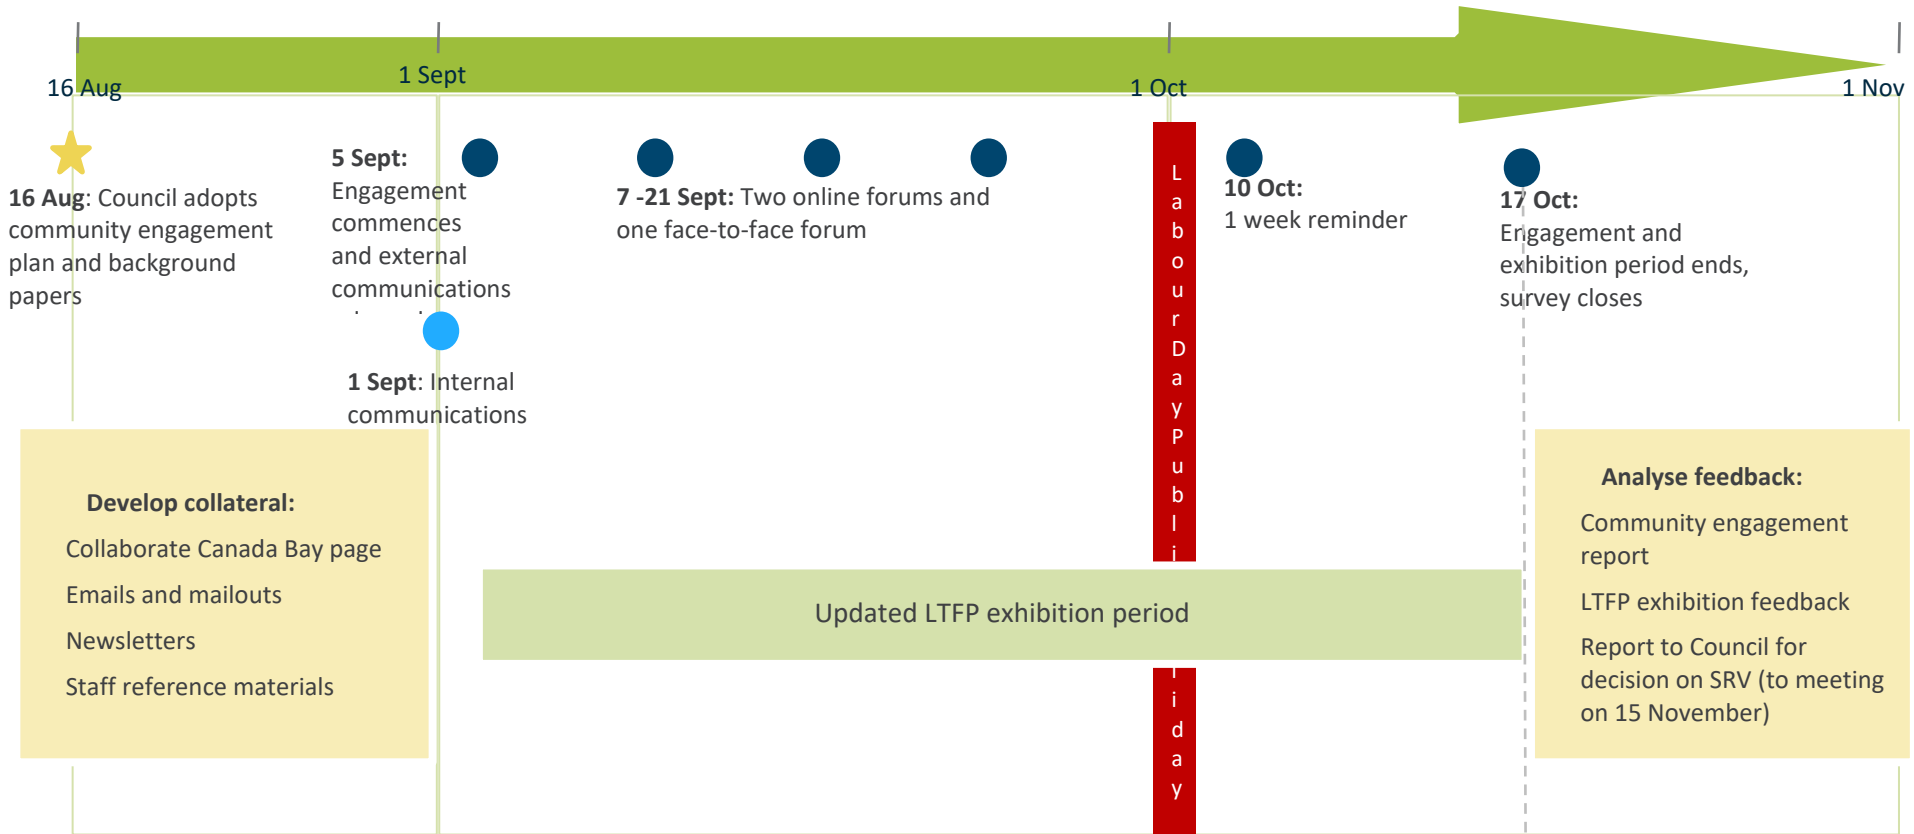 16 Aug
1 Sept
1 Oct
1 Nov
16 Aug: Council adopts
community engagement
plan and background
papers
5 Sept:
Engagement
commences
and external
communications
1 Sept: Internal
communications
7 -21 Sept: Two online forums and
one face-to-face forum
Labour Day Publi
iday
10 Oct:
1 week reminder
17 Oct:
Engagement and
exhibition period ends,
survey closes
Develop collateral:
Collaborate Canada Bay page
Emails and mailouts
Newsletters
Staff reference materials
Updated LTFP exhibition period
Analyse feedback:
Community engagement
report
LTFP exhibition feedback
Report to Council for
decision on SRV (to meeting
on 15 November)